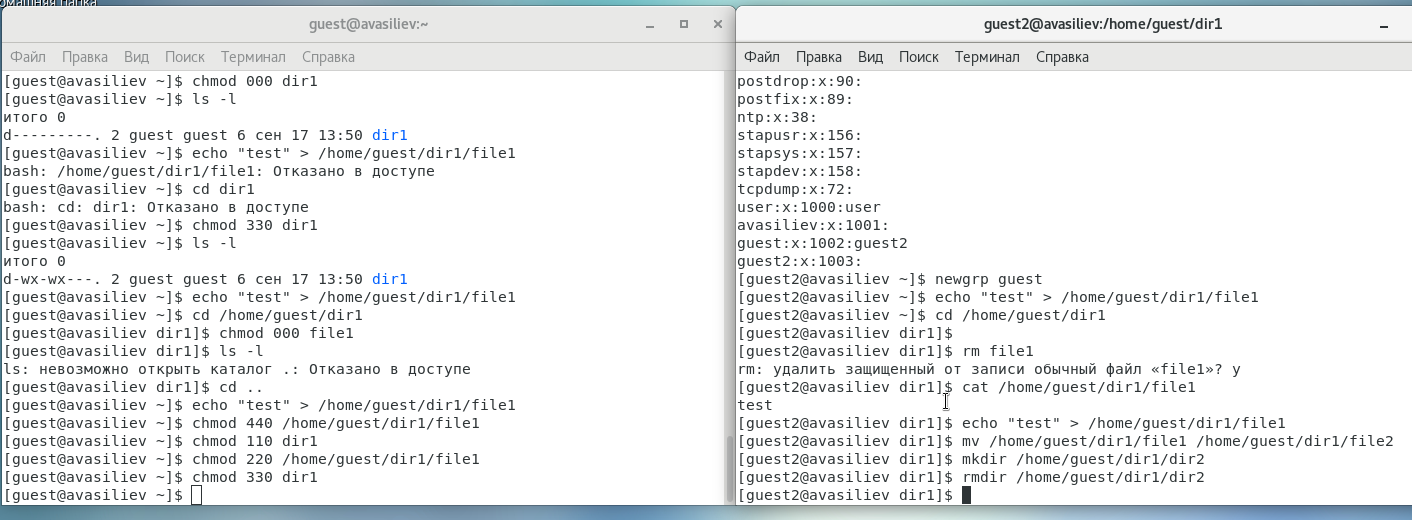 омашняя папка
guest@avasiliev:~
Файл Правка Вид Поиск Терминал Справка
[guest@avasiliev ~]$ chmod 000 dir1
[guest@avasiliev ~]$ ls -l
итого 0
d---------. 2 guest guest 6 сен 17 13:50 dir1
[guest@avasiliev ~]$ echo "test" > /home/guest/dir1/file1
bash: /home/guest/dir1/file1: Отказано в доступе
[guest@avasiliev ~]$ cd dir1
bash: cd: dir1: Отказано в доступе
[guest@avasiliev ~]$ chmod 330 dir1
[guest@avasiliev ~]$ ls -l
итого 0
d-wx-wx---. 2 guest guest 6 сен 17 13:50 dir1
[guest@avasiliev ~]$ echo "test" > /home/guest/dir1/file1
[guest@avasiliev ~]$ cd /home/guest/dir1
[guest@avasiliev dir1]$ chmod 000 file1
[guest@avasiliev dir1]$ ls -l
ls: невозможно открыть каталог .: Отказано в доступе
[guest@avasiliev dir1]$ cd ..
[guest@avasiliev ~]$ echo "test" > /home/guest/dir1/file1
[guest@avasiliev ~]$ chmod 440 /home/guest/dir1/file1
[guest@avasiliev ~]$ chmod 110 dir1
[guest@avasiliev ~]$ chmod 220 /home/guest/dir1/file1
[guest@avasiliev ~]$ chmod 330 dir1
[guest@avasiliev ~]$
guest2@avasiliev:/home/guest/dir1
Файл Правка Вид Поиск Терминал Справка
postdrop:x:90:
postfix:x:89:
ntp:x:38:
stapusr:x:156:
stapsys:x:157:
stapdev:x:158:
tcpdump:x:72:
user:x:1000:user
avasiliev:x:1001:
guest:x:1002:guest2
guest2:x:1003:
[guest2@avasiliev ~]$ newgrp guest
[guest2@avasiliev ~]$ echo "test" > /home/guest/dir1/file1
[guest2@avasiliev ~]$ cd /home/guest/dir1
[guest2@avasiliev dir1]$
[guest2@avasiliev dir1]$ rm file1
rm: удалить защищенный от записи обычный файл «file1»? y
[guest2@avasiliev dir1]$ cat /home/guest/dir1/file1
test
[guest2@avasiliev dir1]$ echo "test" > /home/guest/dir1/file1
[guest2@avasiliev dir1]$ mv /home/guest/dir1/file1 /home/guest/dir1/file2
[guest2@avasiliev dir1]$ mkdir /home/guest/dir1/dir2
[guest2@avasiliev dir1]$ rmdir /home/guest/dir1/dir2
[guest2@avasiliev dir1]$